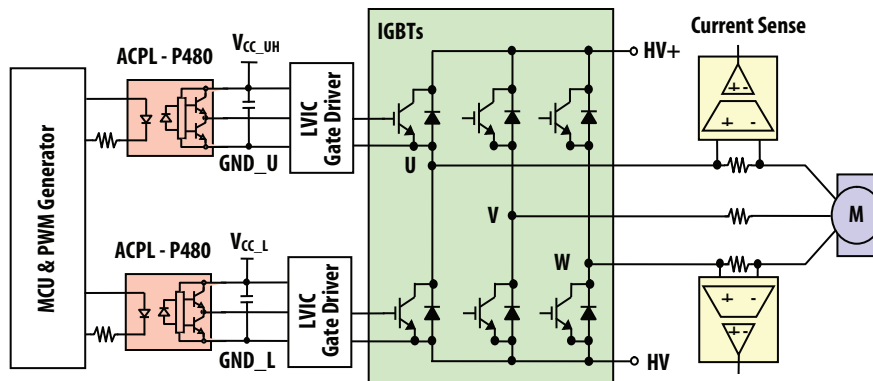 IGBTs
Current Sense
ACPL - P480
VCC_UH
HV+
MCU & PWM Generator
LVIC
Gate Driver
+ -
+ -
GND_U
U
V
M
ACPL - P480
VCC_L
W
LVIC
Gate Driver
+ -
+ -
GND_L
HV